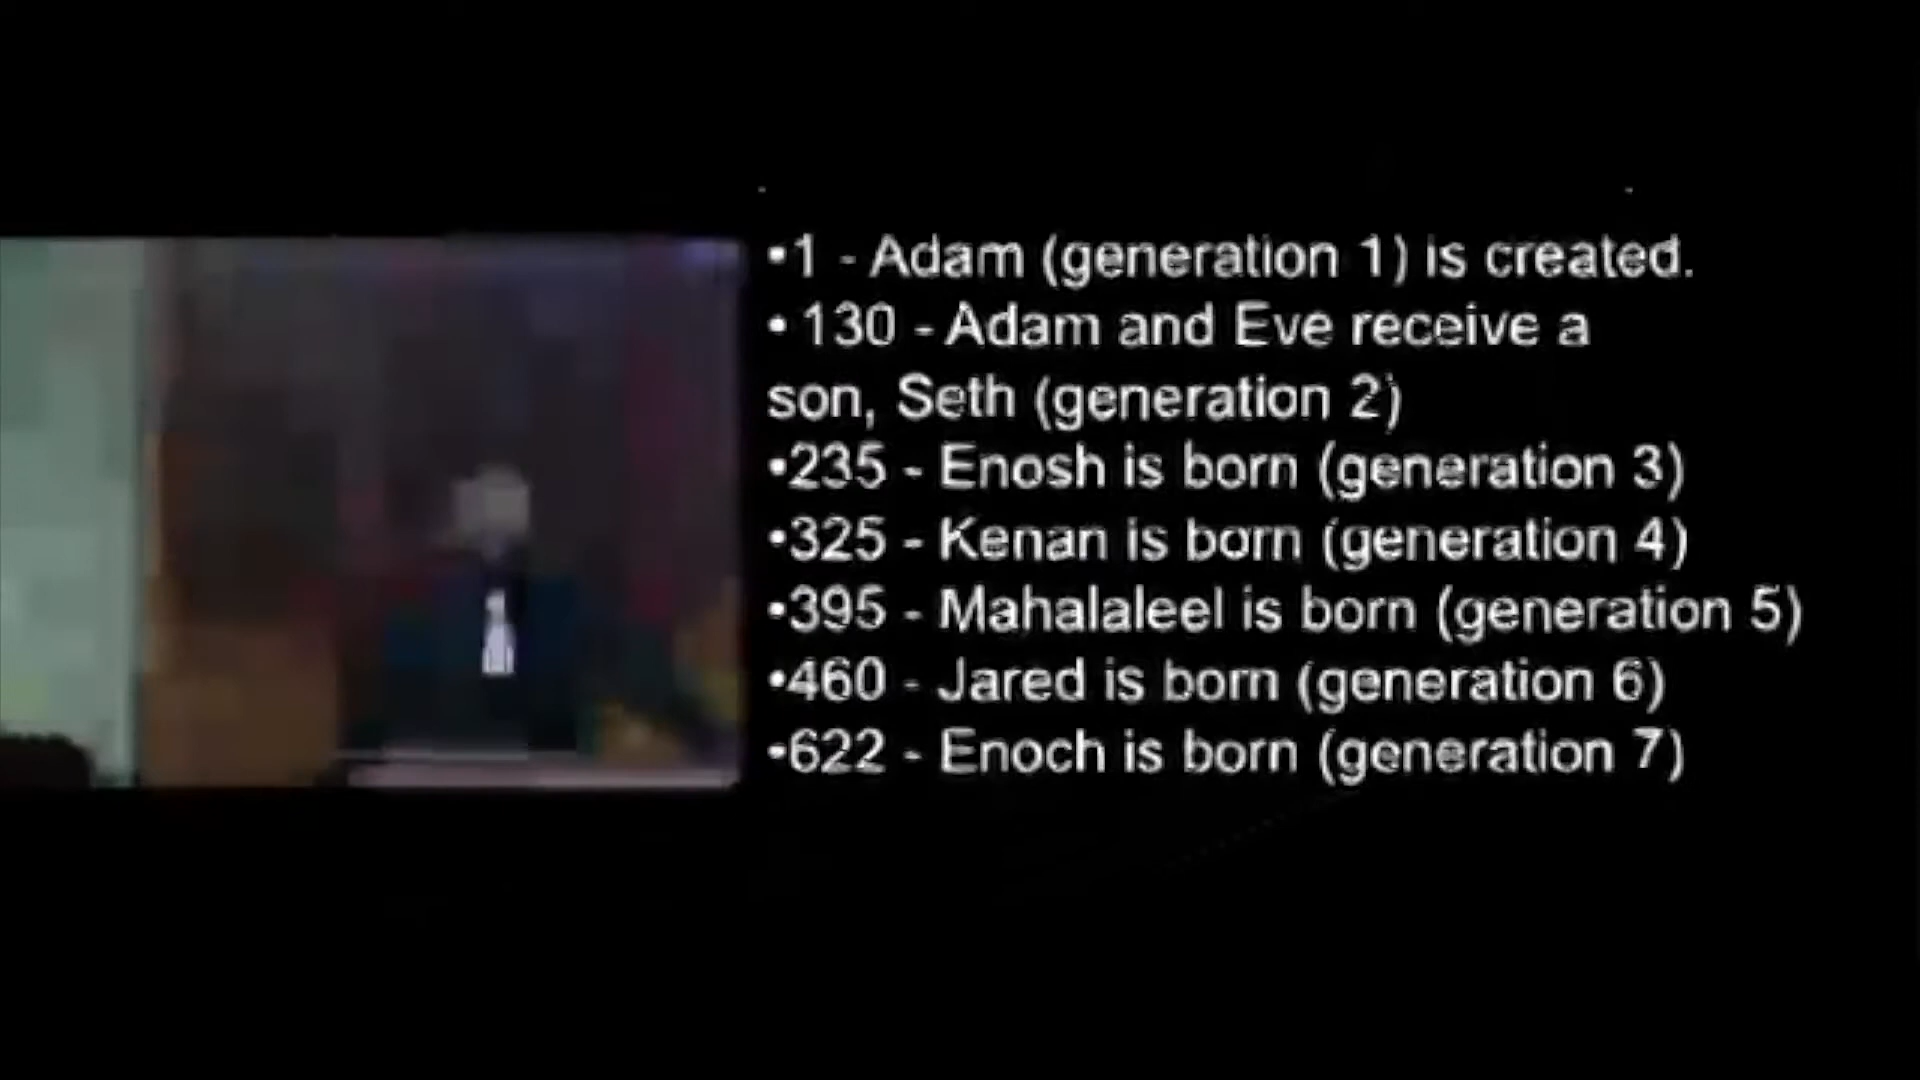 •1 - Adam (generation 1) is created.
• 130 - Adam and Eve receive a
son, Seth (generation 2)
•235 - Enosh is born (generation 3)
•325 - Kenan is born (generation 4)
•395 - Mahalaleel is born (generation 5)
•460 - Jared is born (generation 6)
•622 - Enoch is born (generation 7)